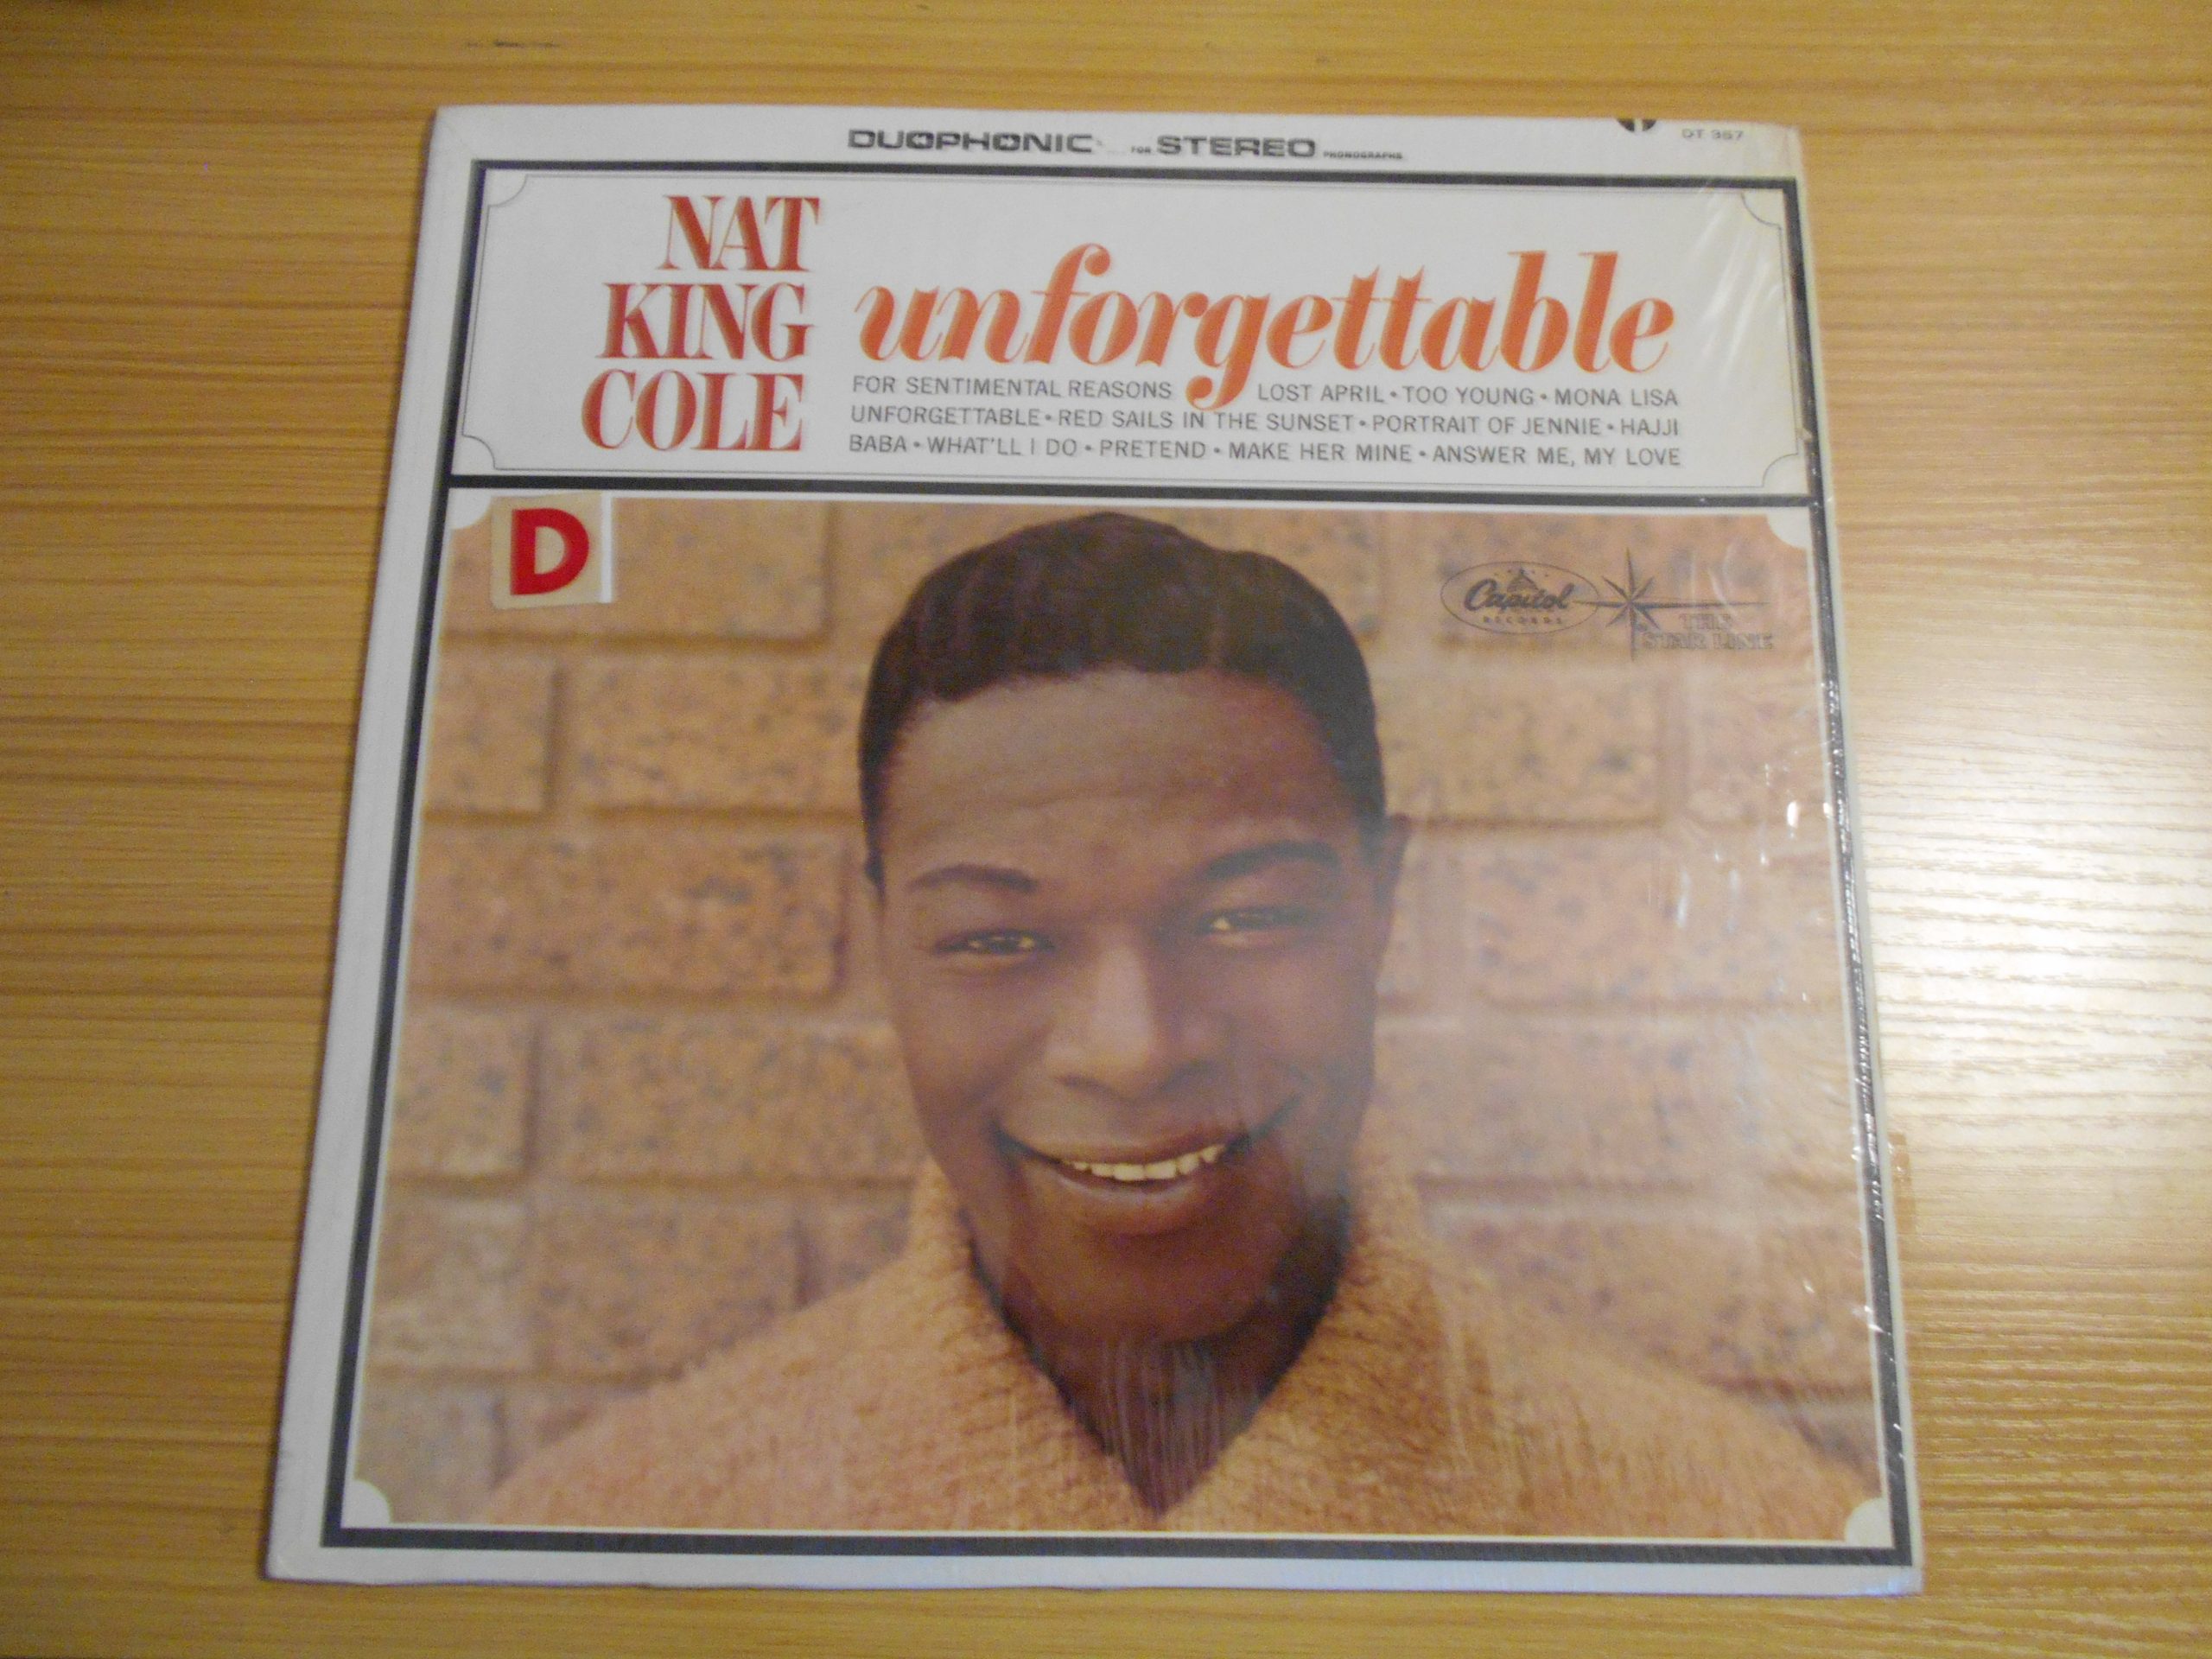 DUOPHONIC FOR STEREO PHONOGRAPHS
DT 357
NAT
KING
COLE
unforgettable
FOR SENTIMENTAL REASONS LOST APRIL • TOO YOUNG • MONA LISA
UNFORGETTABLE • RED SAILS IN THE SUNSET • PORTRAIT OF JENNIE • HAJJI
BABA • WHAT'LL I DO • PRETEND • MAKE HER MINE • ANSWER ME, MY LOVE
D
Capitol
RECORDS
THE
STAR LINE